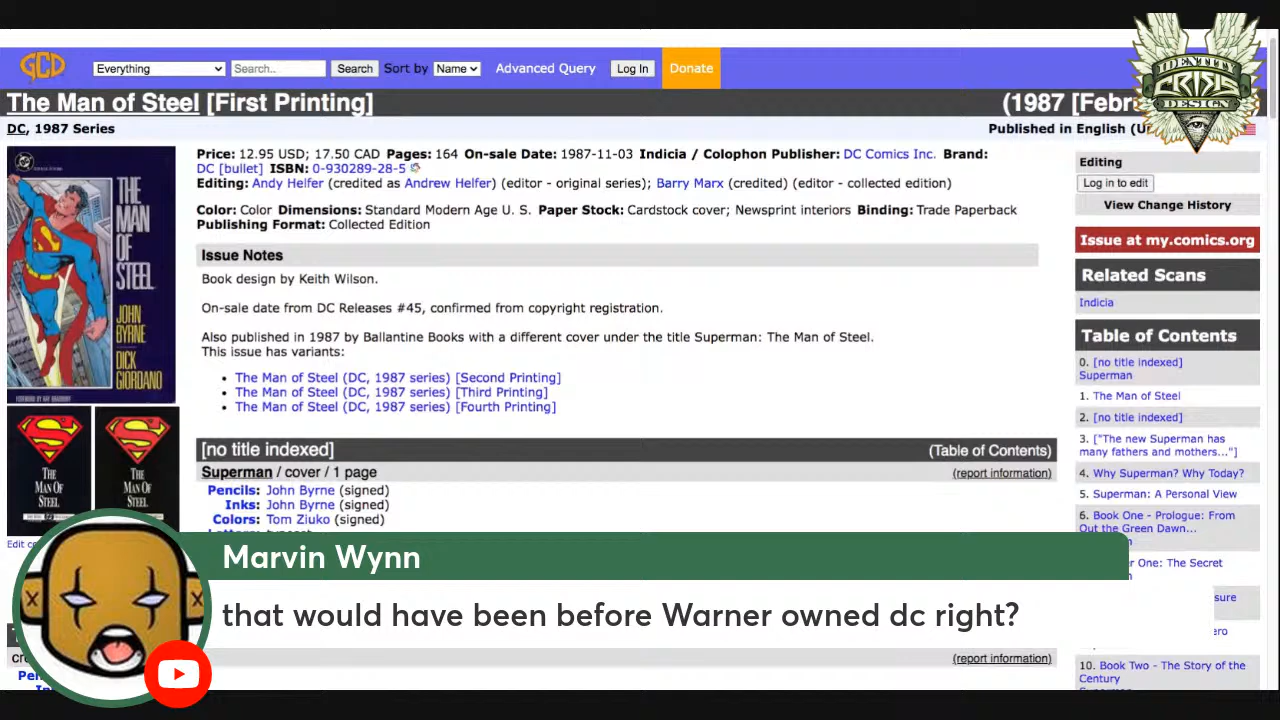 GCD Everything Search.. Search Sort by Name Advanced Query Log In Donate
IDENTITY
CRISIS
DESIGN
The Man of Steel [First Printing] (1987 [Febr
DC, 1987 Series Published in English (U
Price: 12.95 USD; 17.50 CAD Pages: 164 On-sale Date: 1987-11-03 Indicia / Colophon Publisher: DC Comics Inc. Brand:
DC [bullet] ISBN: 0-930289-28-5
Editing: Andy Helfer (credited as Andrew Helfer) (editor - original series); Barry Marx (credited) (editor - collected edition)
Color: Color Dimensions: Standard Modern Age U. S. Paper Stock: Cardstock cover; Newsprint interiors Binding: Trade Paperback
Publishing Format: Collected Edition
Issue Notes
Book design by Keith Wilson.
On-sale date from DC Releases #45, confirmed from copyright registration.
Also published in 1987 by Ballantine Books with a different cover under the title Superman: The Man of Steel.
This issue has variants:
• The Man of Steel (DC, 1987 series) [Second Printing]
• The Man of Steel (DC, 1987 series) [Third Printing]
• The Man of Steel (DC, 1987 series) [Fourth Printing]
[no title indexed] (Table of Contents)
Superman / cover / 1 page (report information)
Pencils: John Byrne (signed)
Inks: John Byrne (signed)
Colors: Tom Ziuko (signed)
THE
MAN
OF
STEEL
JOHN
BYRNE
DICK
GIORDANO
THE
MAN OF
STEEL
THE
MAN OF
STEEL
Edit co
Editing
Log in to edit
View Change History
Issue at my.comics.org
Related Scans
Indicia
Table of Contents
0. [no title indexed]
Superman
1. The Man of Steel
2. [no title indexed]
3. ["The new Superman has
many fathers and mothers..."]
4. Why Superman? Why Today?
5. Superman: A Personal View
6. Book One - Prologue: From
Out the Green Dawn...
er One: The Secret
sure
ero
10. Book Two - The Story of the
Century
Marvin Wynn
that would have been before Warner owned dc right?
(report information)